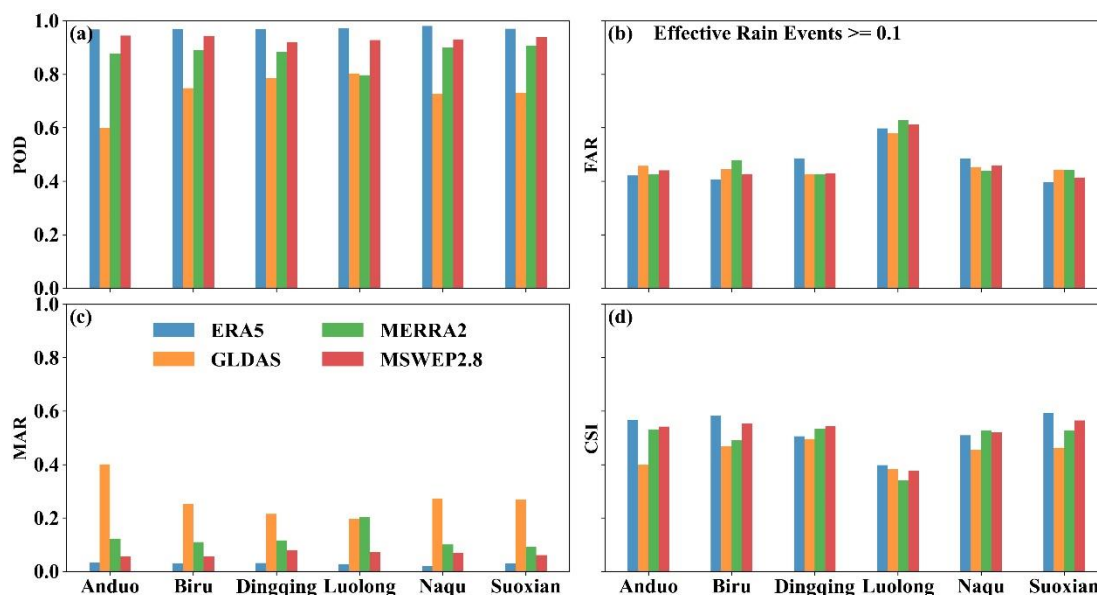 1.0
(a)
0.8
0.6
0.4
0.2
0.0
POD
(b) Effective Rain Events >= 0.1
FAR
1.0
(c)
0.8
0.6
0.4
0.2
0.0
MAR
ERA5
MERRA2
GLDAS
MSWEP2.8
Anduo Biru Dingqing Luolong Naqu Suoxian
(d)
CSI
Anduo Biru Dingqing Luolong Naqu Suoxian